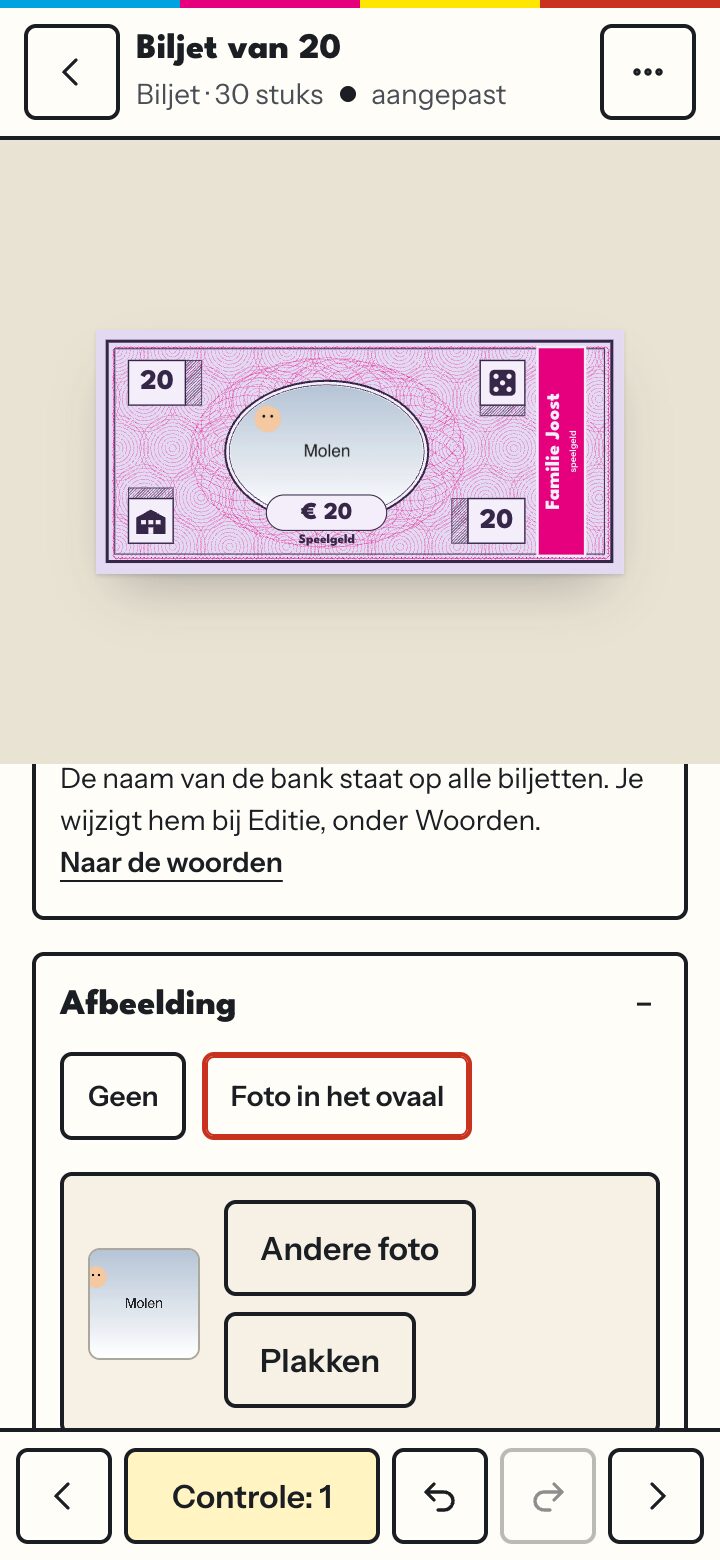 Biljet van 20
Biljet · 30 stuks ● aangepast
20
Molen
€ 20
Speelgeld
20
Familie Joost
speelgeld
De naam van de bank staat op alle biljetten. Je
wijzigt hem bij Editie, onder Woorden.
Naar de woorden
Afbeelding
Geen
Foto in het ovaal
Molen
Andere foto
Plakken
Controle: 1